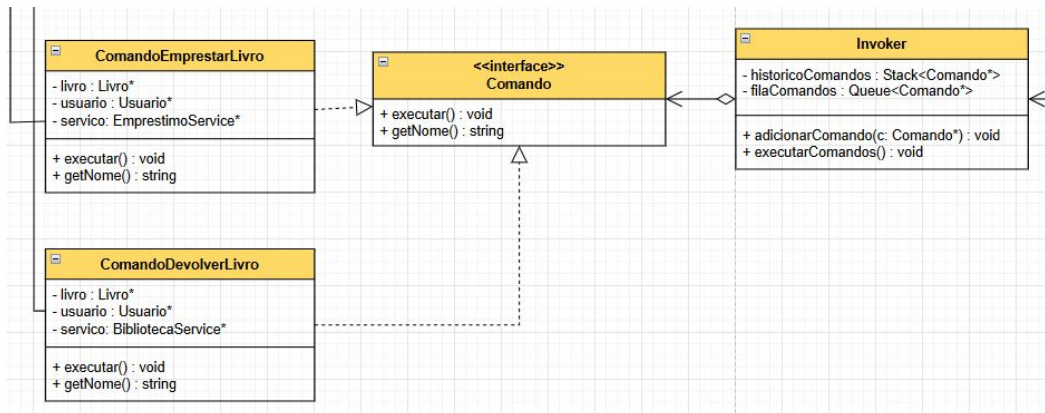 ComandoEmprestarLivro
- livro : Livro*
- usuario : Usuario*
- servico: EmprestimoService*
+ executar() : void
+ getNome() : string
<<interface>>
Comando
+ executar() : void
+ getNome() : string
Invoker
- historicoComandos : Stack<Comando*>
- filaComandos : Queue<Comando*>
+ adicionarComando(c: Comando*) : void
+ executarComandos() : void
ComandoDevolverLivro
- livro : Livro*
- usuario : Usuario*
- servico: BibliotecaService*
+ executar() : void
+ getNome() : string